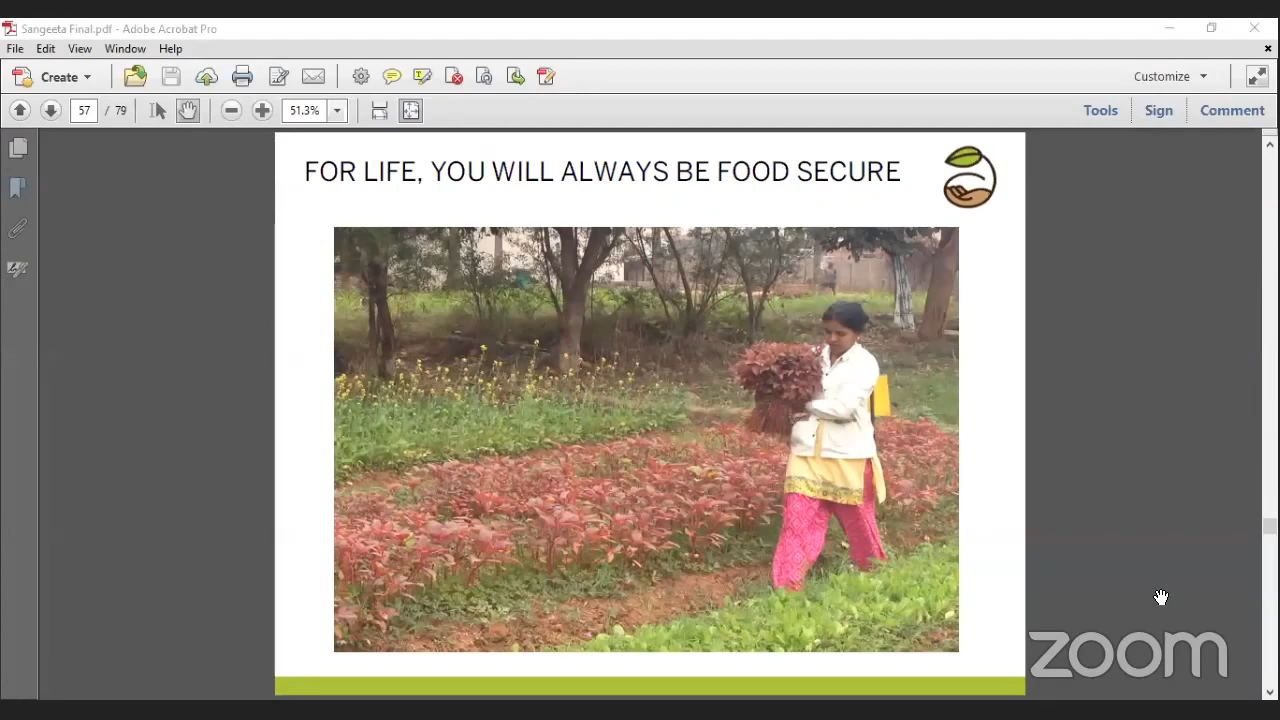 Sangeeta Final.pdf - Adobe Acrobat Pro
File Edit View Window Help
Create Customize
57 / 79 51.3% Tools Sign Comment
FOR LIFE, YOU WILL ALWAYS BE FOOD SECURE
zoom